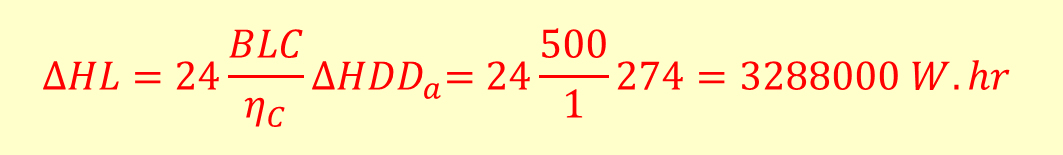 ΔHL = 24 BLC/η_C ΔHDD_a = 24 500/1 274 = 3288000 W.hr